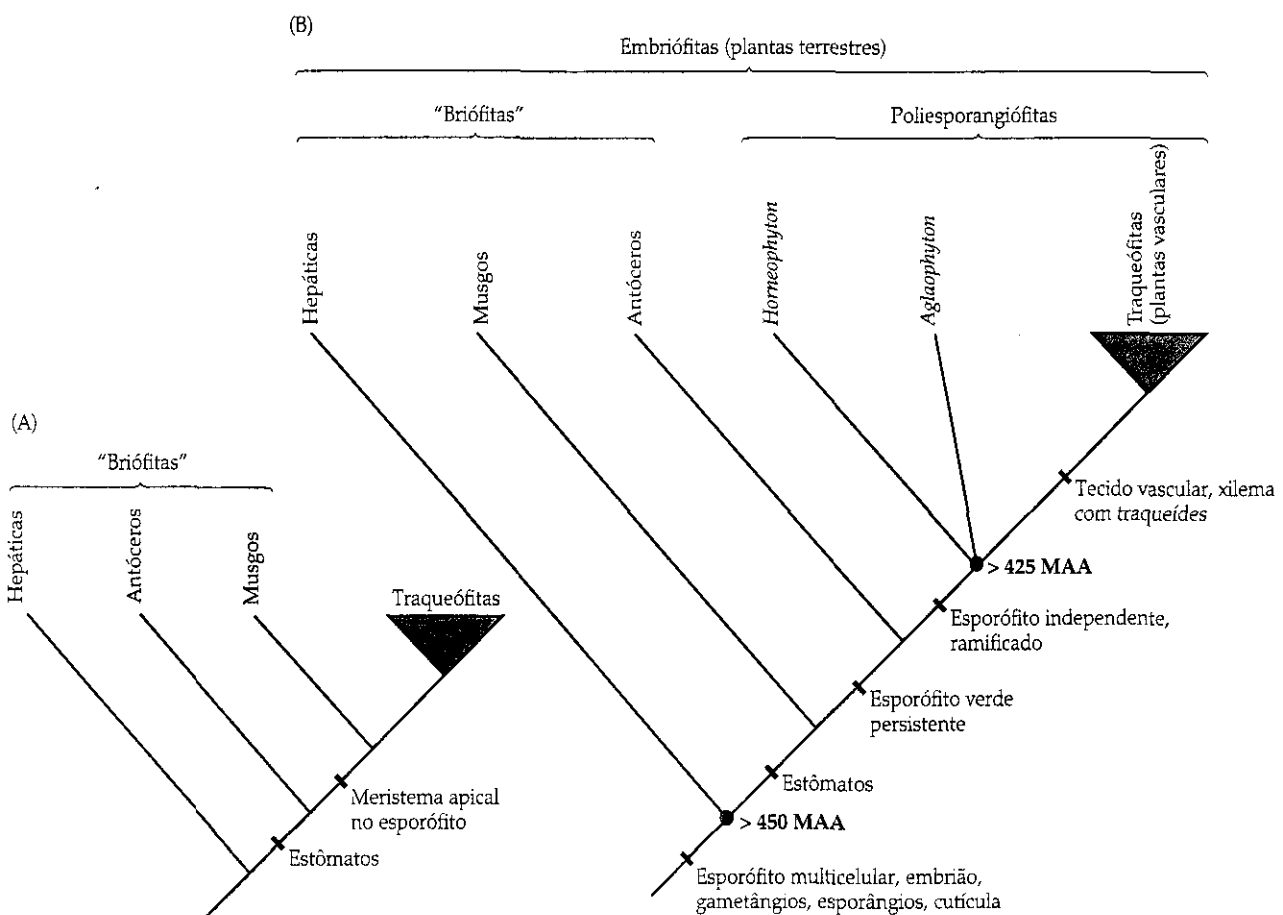 (B)
Embriófitas (plantas terrestres)
"Briófitas"
Poliesporangiófitas
Hepáticas
Musgos
Antóceros
Horneophyton
Aglaophyton
Traqueófitas
(plantas vasculares)
Tecido vascular, xilema
com traqueídes
> 425 MAA
Esporófito independente,
ramificado
Esporófito verde
persistente
Estômatos
> 450 MAA
Esporófito multicelular, embrião,
gametângios, esporângios, cutícula
(A)
"Briófitas"
Hepáticas
Antóceros
Musgos
Traqueófitas
Meristema apical
no esporófito
Estômatos